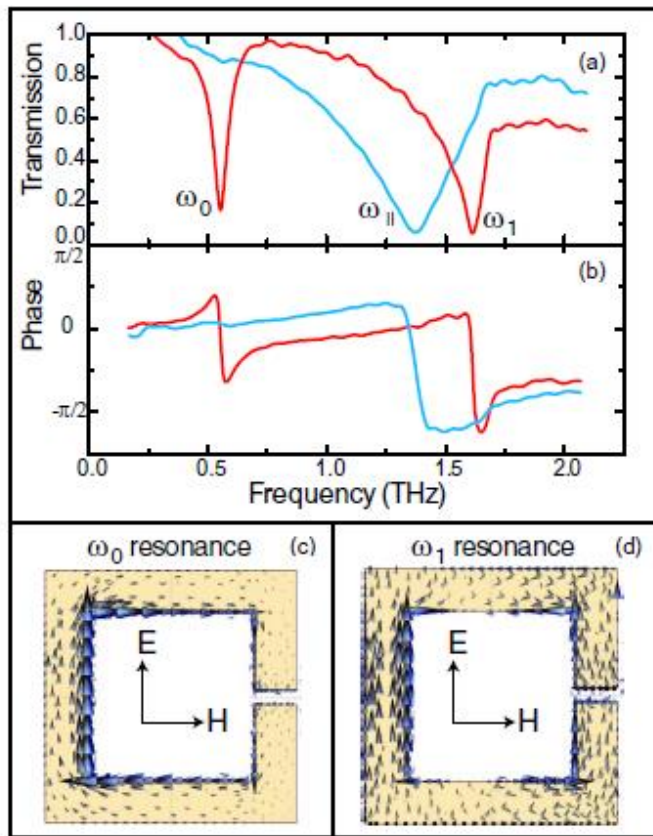 1.0
(a)
0.8
0.6
0.4
0.2
0.0
Transmission
ω0
ω||
ω1
(b)
π/2
0
-π/2
Phase
0.0 0.5 1.0 1.5 2.0
Frequency (THz)
ω0 resonance (c)
E
H
ω1 resonance (d)
E
H